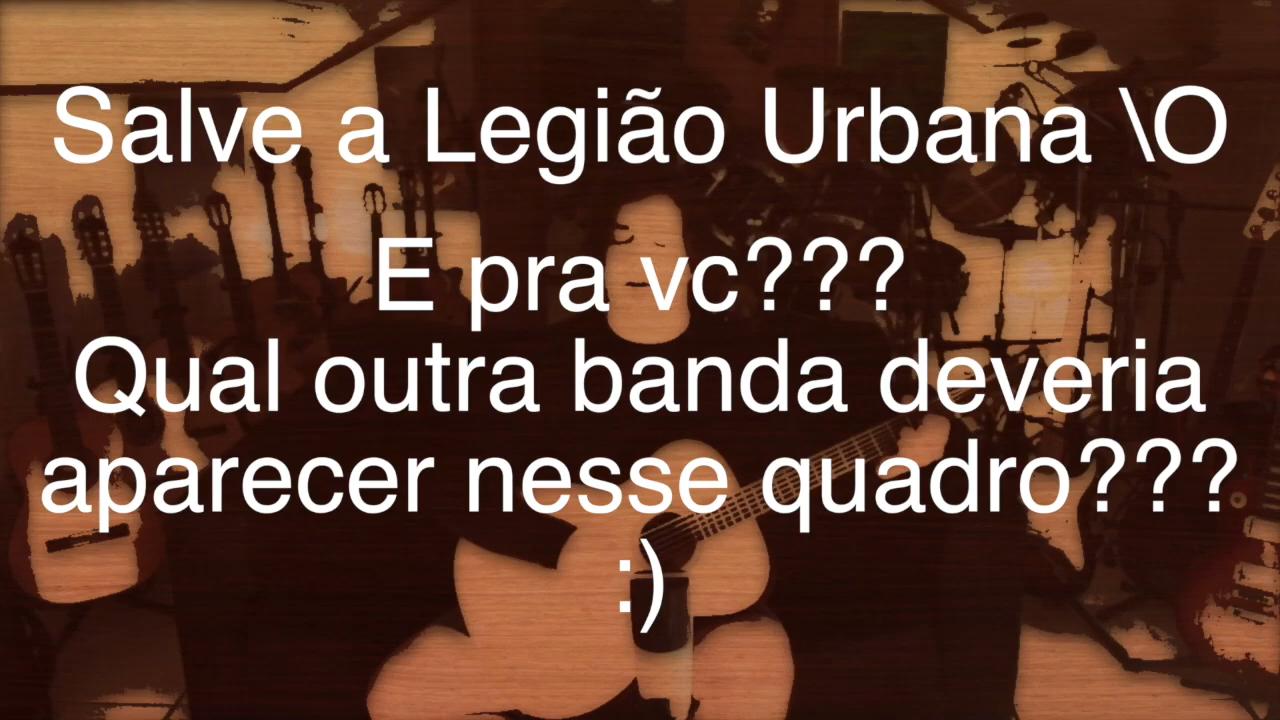 Salve a Legião Urbana \O
E pra vc???
Qual outra banda deveria
aparecer nesse quadro???
:)